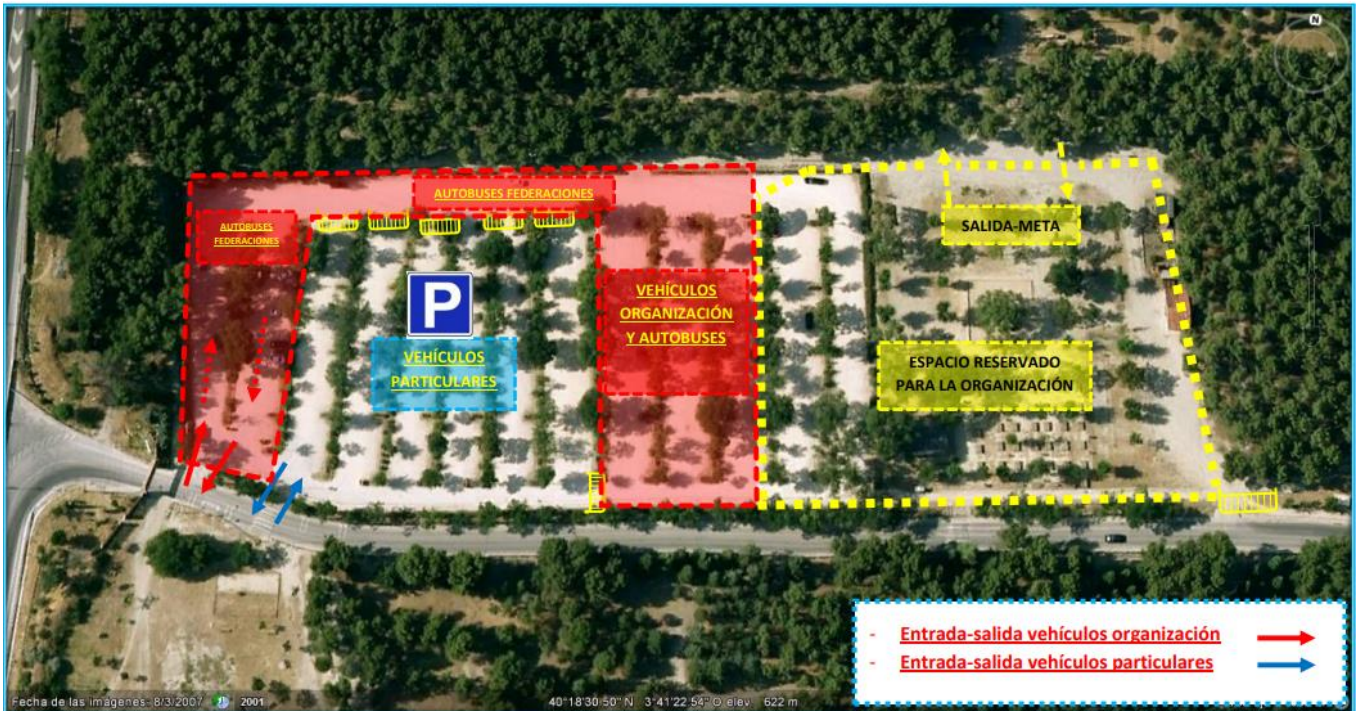 N
AUTOBUSES FEDERACIONES
AUTOBUSES
FEDERACIONES
SALIDA-META
P
VEHÍCULOS
ORGANIZACIÓN
Y AUTOBUSES
VEHÍCULOS
PARTICULARES
ESPACIO RESERVADO
PARA LA ORGANIZACIÓN
- Entrada-salida vehículos organización
- Entrada-salida vehículos particulares
Fecha de las imágenes: 8/3/2007 2001 40°18'30.50" N 3°41'22.54" O elev. 622 m